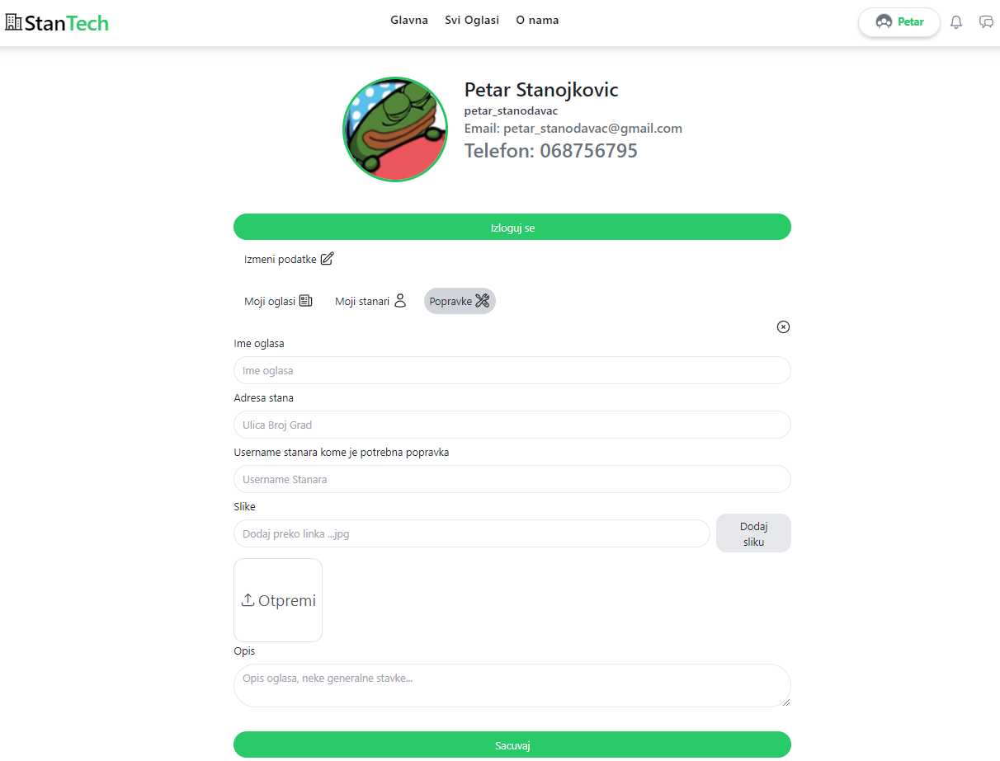 StanTech
Glavna Svi Oglasi O nama
Petar
Petar Stanojkovic
petar_stanodavac
Email: petar_stanodavac@gmail.com
Telefon: 068756795
Izloguj se
Izmeni podatke
Moji oglasi Moji stanari Popravke
Ime oglasa
Ime oglasa
Adresa stana
Ulica Broj Grad
Username stanara kome je potrebna popravka
Username Stanara
Slike
Dodaj preko linka ...jpg
Dodaj
sliku
Otpremi
Opis
Opis oglasa, neke generalne stavke...
Sacuvaj